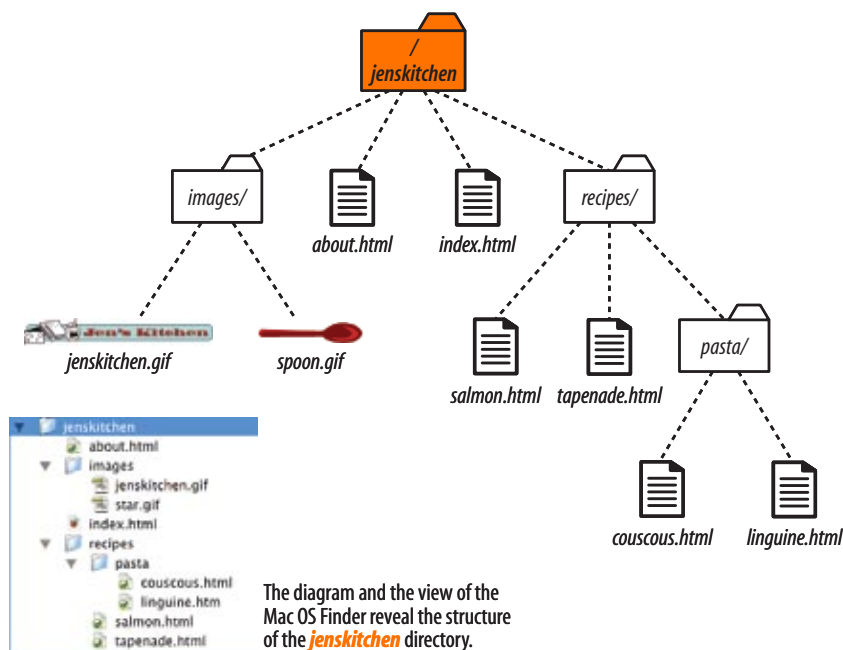 /
jenskitchen
images/
about.html
index.html
recipes/
Jen's Kitchen
jenskitchen.gif
spoon.gif
salmon.html
tapenade.html
pasta/
couscous.html
linguine.html
jenskitchen
about.html
images
jenskitchen.gif
star.gif
index.html
recipes
pasta
couscous.html
linguine.htm
salmon.html
tapenade.html
The diagram and the view of the
Mac OS Finder reveal the structure
of the jenskitchen directory.